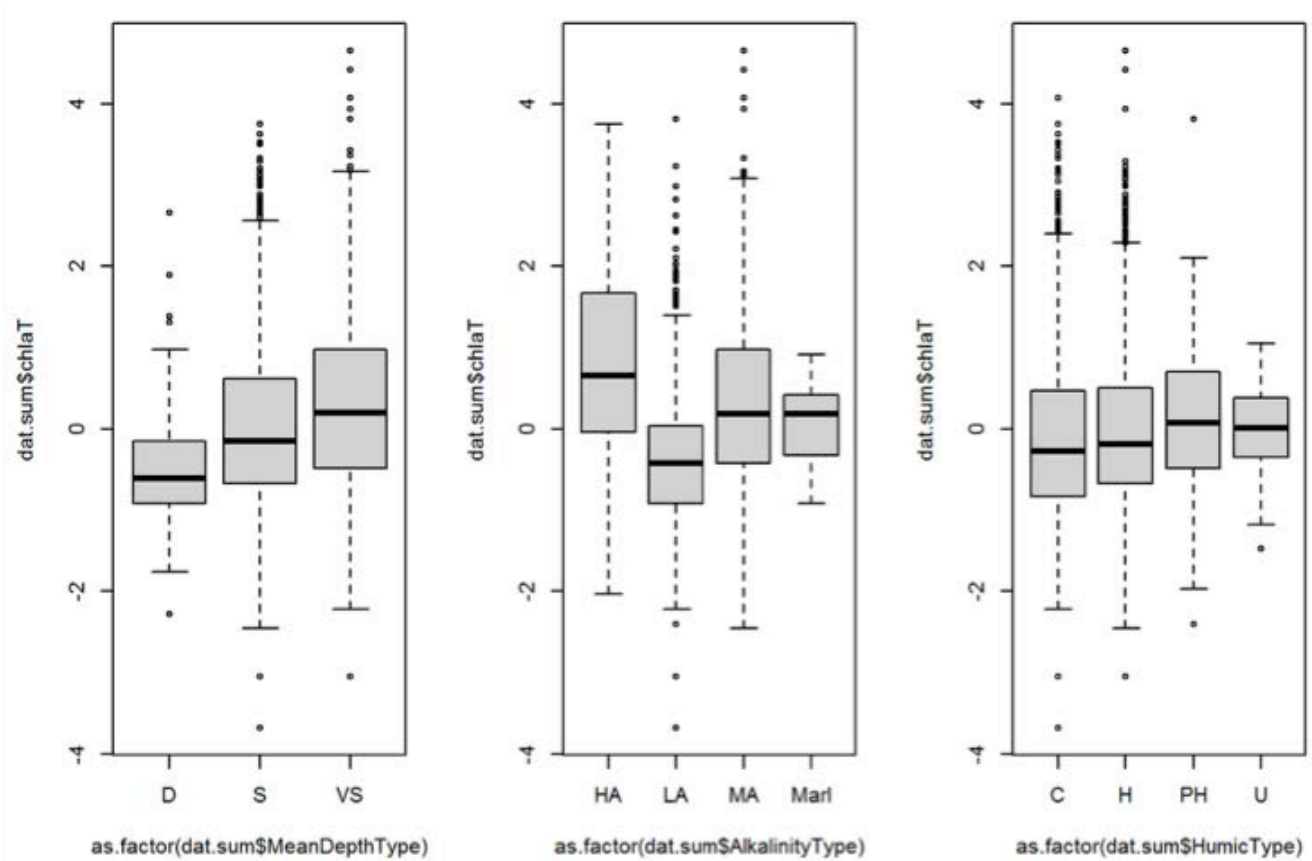 dat.sum$chlaT
4
2
0
-2
-4
D S VS
as.factor(dat.sum$MeanDepthType)
dat.sum$chlaT
4
2
0
-2
-4
HA LA MA Marl
as.factor(dat.sum$AlkalinityType)
dat.sum$chlaT
4
2
0
-2
-4
C H PH U
as.factor(dat.sum$HumicType)